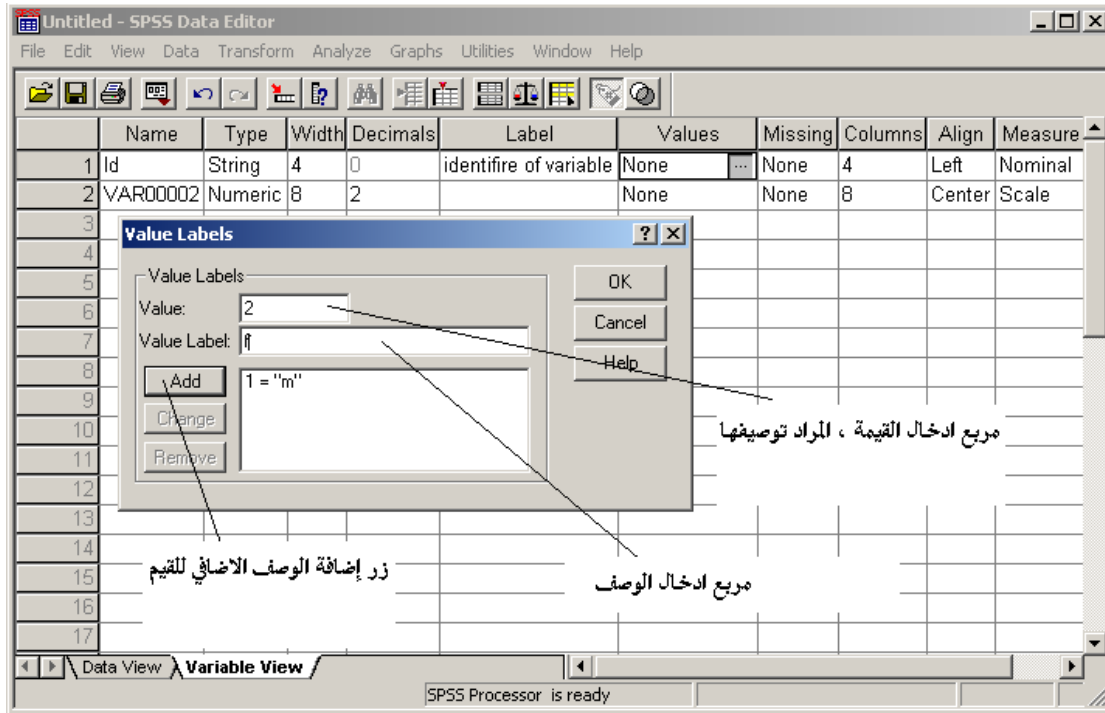 Untitled - SPSS Data Editor
File Edit View Data Transform Analyze Graphs Utilities Window Help
Name Type Width Decimals Label Values Missing Columns Align Measure
1 Id String 4 0 identifire of variable None ... None 4 Left Nominal
2 VAR00002 Numeric 8 2 None None 8 Center Scale
3
4
5
6
7
8
9
10
11
12
13
14
15
16
17
Value Labels
Value Labels
Value: 2
Value Label: f
Add
Change
Remove
1 = "m"
OK
Cancel
Help
مربع ادخال القيمة ، المراد توصيفها
زر إضافة الوصف الاضافي للقيم
مربع ادخال الوصف
Data View Variable View
SPSS Processor is ready